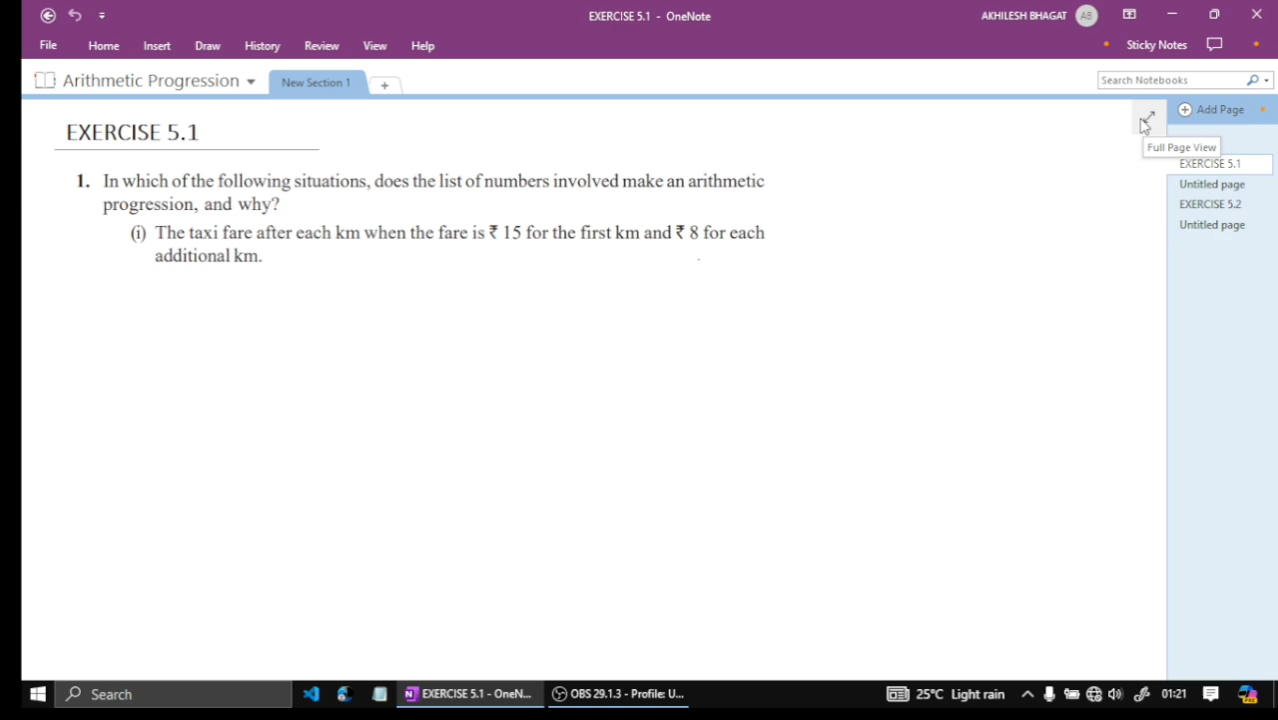 EXERCISE 5.1 - OneNote
AKHILESH BHAGAT AB
File Home Insert Draw History Review View Help
Sticky Notes
Arithmetic Progression New Section 1 +
Search Notebooks
Add Page
Full Page View
EXERCISE 5.1
Untitled page
EXERCISE 5.2
Untitled page
EXERCISE 5.1
1. In which of the following situations, does the list of numbers involved make an arithmetic
progression, and why?
(i) The taxi fare after each km when the fare is ₹ 15 for the first km and ₹ 8 for each
additional km.
Search
EXERCISE 5.1 - OneN...
OBS 29.1.3 - Profile: U...
25°C Light rain
01:21